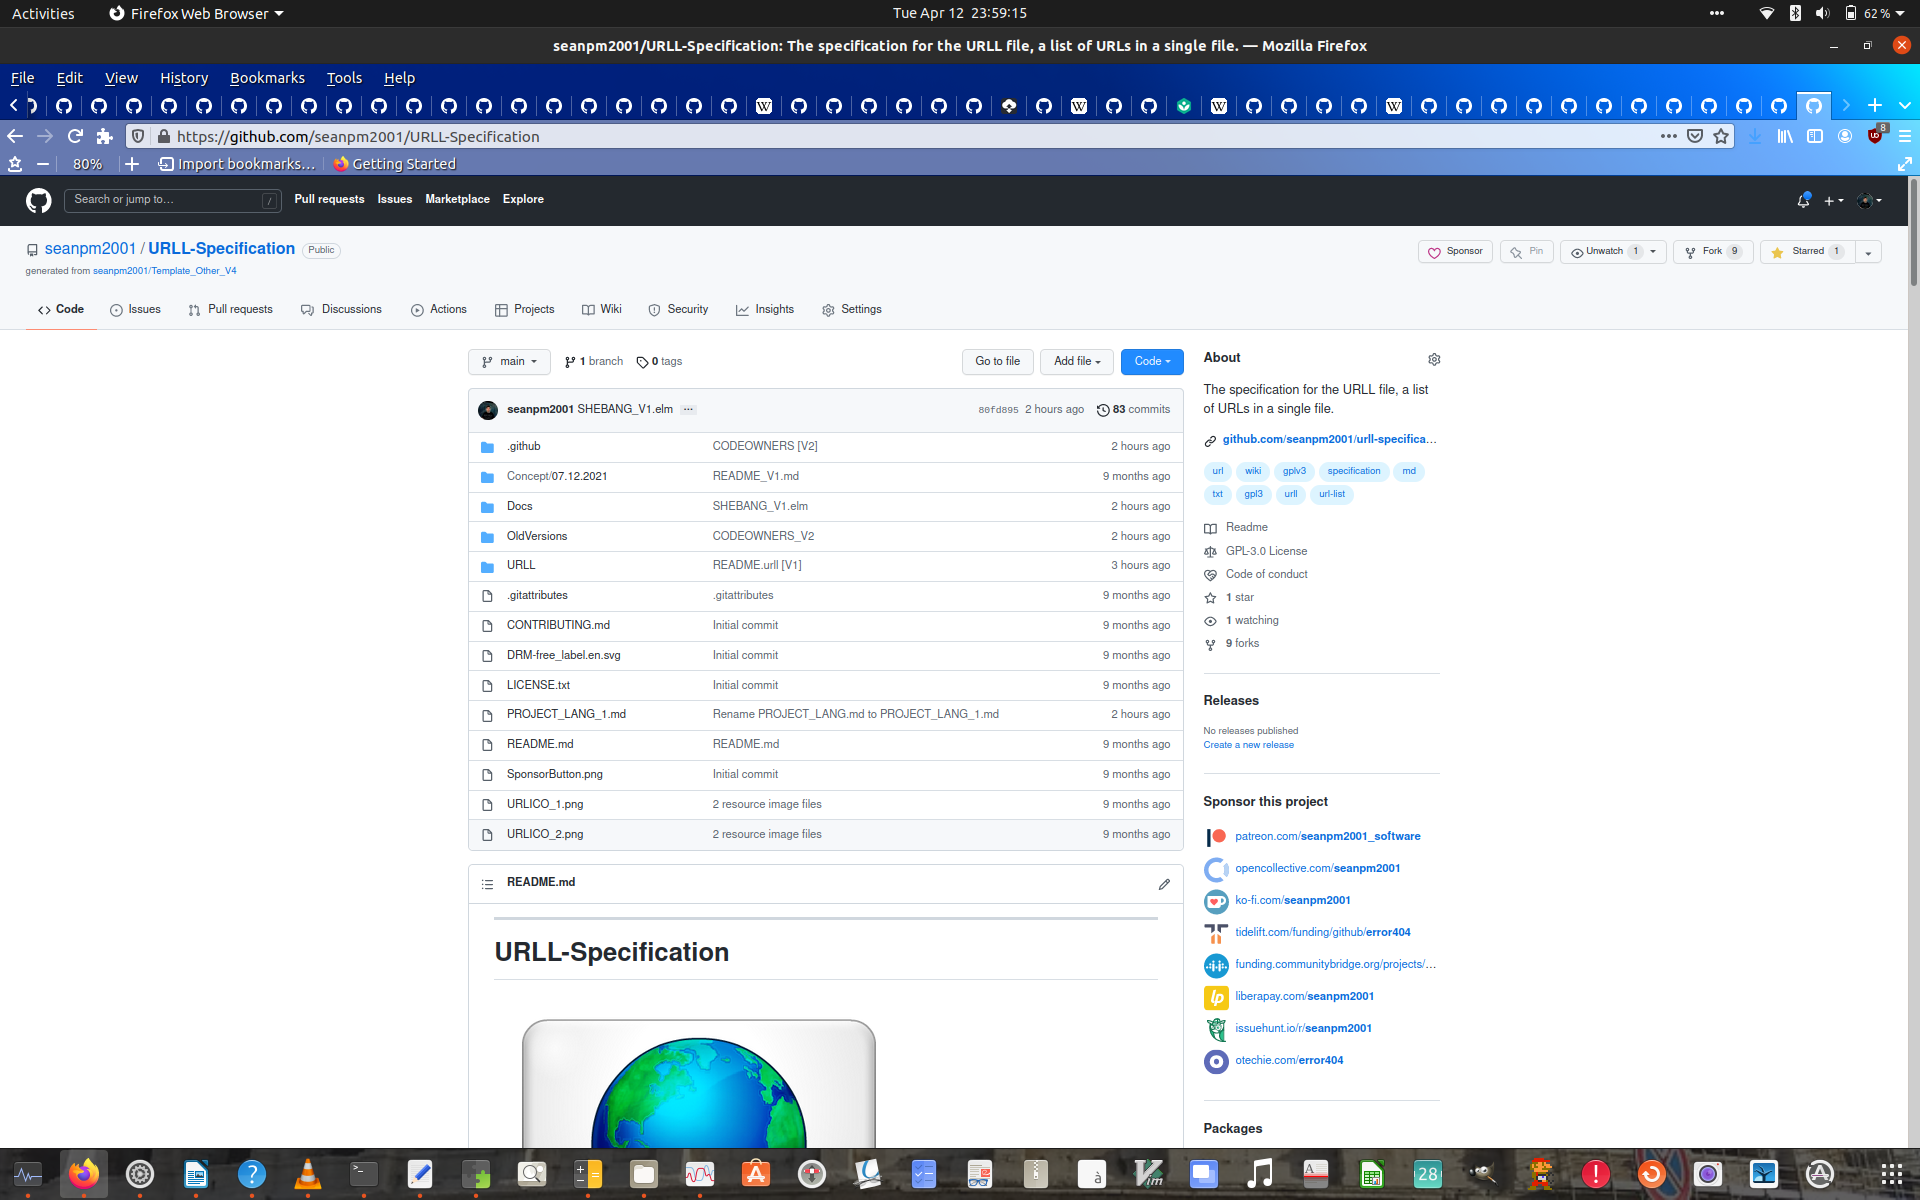 Activities Firefox Web Browser Tue Apr 12 23:59:15 62 %
seanpm2001/URLL-Specification: The specification for the URLL file, a list of URLs in a single file. — Mozilla Firefox
File Edit View History Bookmarks Tools Help
https://github.com/seanpm2001/URLL-Specification 8
80% Import bookmarks… Getting Started
Search or jump to… / Pull requests Issues Marketplace Explore
seanpm2001 / URLL-Specification Public Sponsor Pin Unwatch 1 Fork 9 Starred 1
generated from seanpm2001/Template_Other_V4
Code Issues Pull requests Discussions Actions Projects Wiki Security Insights Settings
main 1 branch 0 tags Go to file Add file Code
seanpm2001 SHEBANG_V1.elm ... 80fd895 2 hours ago 83 commits
.github CODEOWNERS [V2] 2 hours ago
Concept/07.12.2021 README_V1.md 9 months ago
Docs SHEBANG_V1.elm 2 hours ago
OldVersions CODEOWNERS_V2 2 hours ago
URLL README.urll [V1] 3 hours ago
.gitattributes .gitattributes 9 months ago
CONTRIBUTING.md Initial commit 9 months ago
DRM-free_label.en.svg Initial commit 9 months ago
LICENSE.txt Initial commit 9 months ago
PROJECT_LANG_1.md Rename PROJECT_LANG.md to PROJECT_LANG_1.md 2 hours ago
README.md README.md 9 months ago
SponsorButton.png Initial commit 9 months ago
URLICO_1.png 2 resource image files 9 months ago
URLICO_2.png 2 resource image files 9 months ago
README.md
URLL-Specification
About
The specification for the URLL file, a list
of URLs in a single file.
github.com/seanpm2001/urll-specifica…
url wiki gplv3 specification md
txt gpl3 urll url-list
Readme
GPL-3.0 License
Code of conduct
1 star
1 watching
9 forks
Releases
No releases published
Create a new release
Sponsor this project
patreon.com/seanpm2001_software
opencollective.com/seanpm2001
ko-fi.com/seanpm2001
tidelift.com/funding/github/error404
funding.communitybridge.org/projects/…
lp liberapay.com/seanpm2001
issuehunt.io/r/seanpm2001
otechie.com/error404
Packages
28